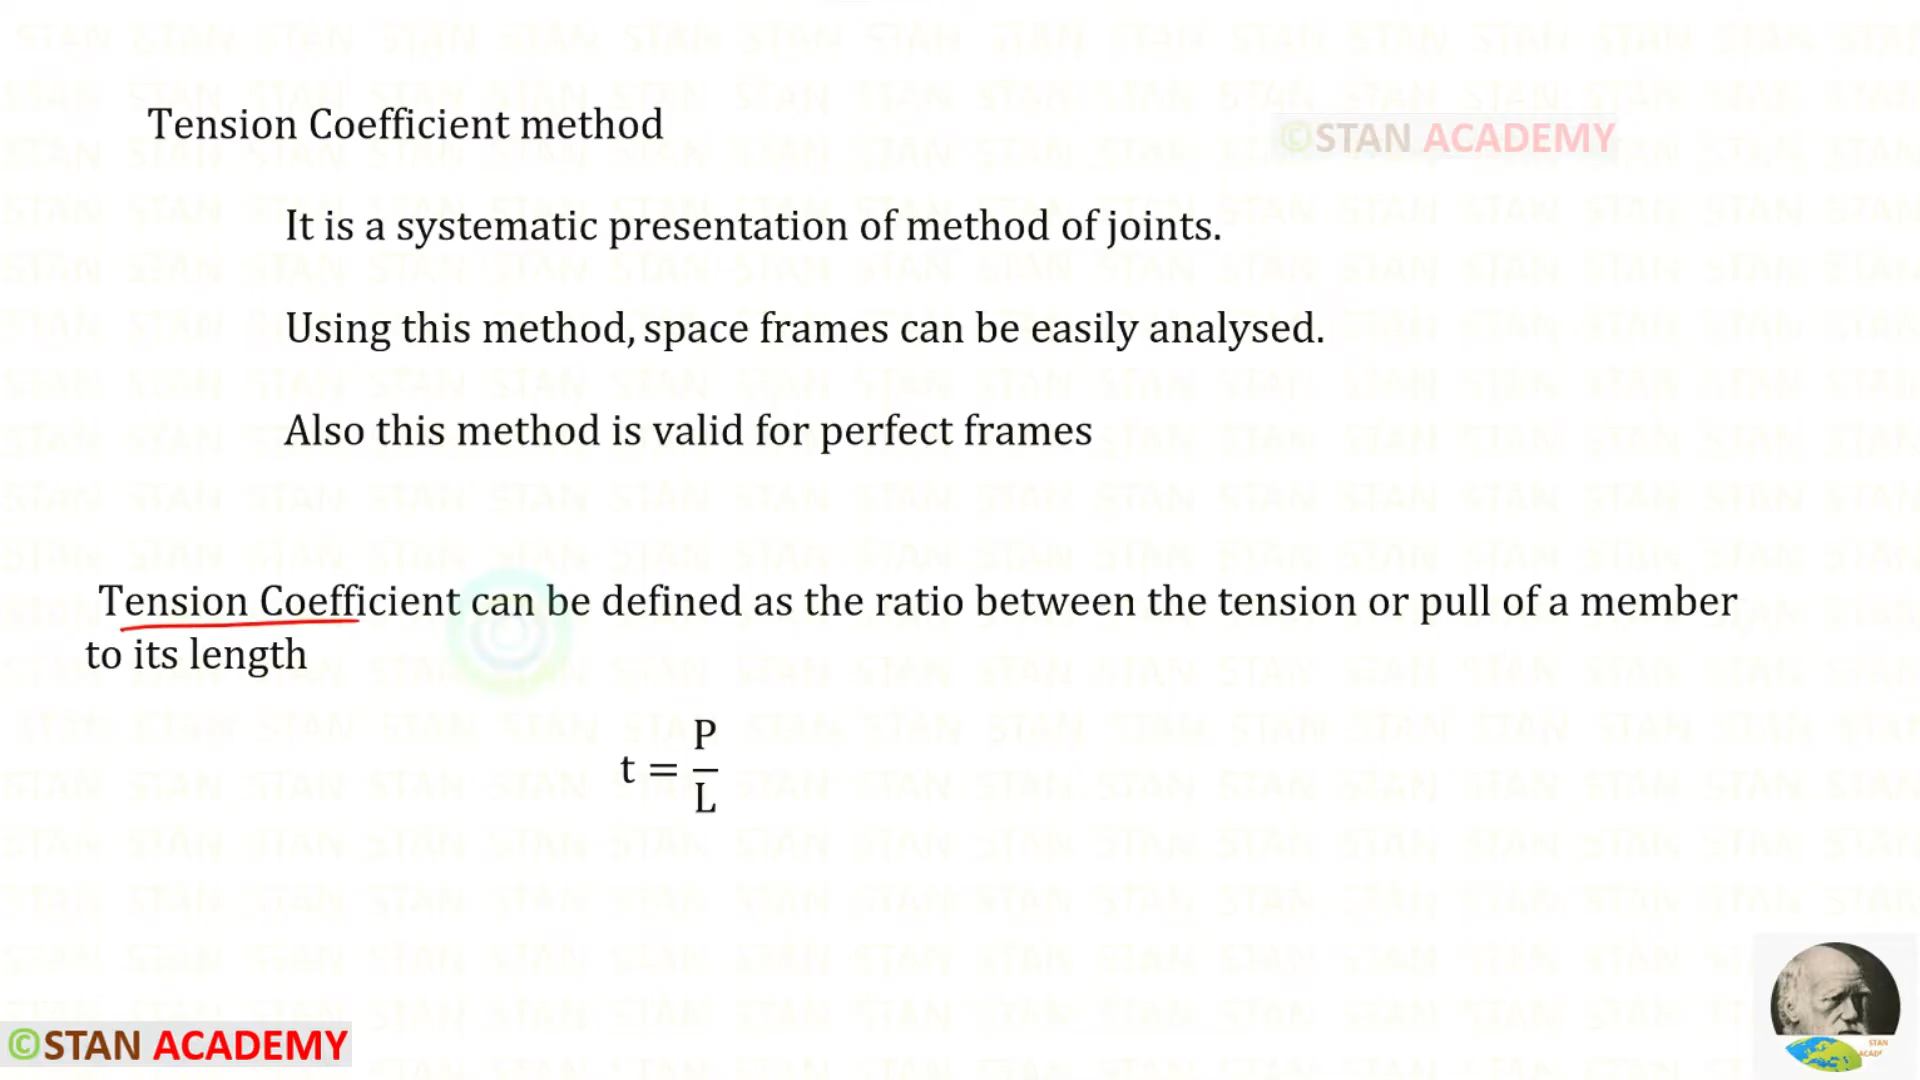 Tension Coefficient method
©STAN ACADEMY
It is a systematic presentation of method of joints.
Using this method, space frames can be easily analysed.
Also this method is valid for perfect frames
Tension Coefficient can be defined as the ratio between the tension or pull of a member
to its length
t = P
L
©STAN ACADEMY
STAN